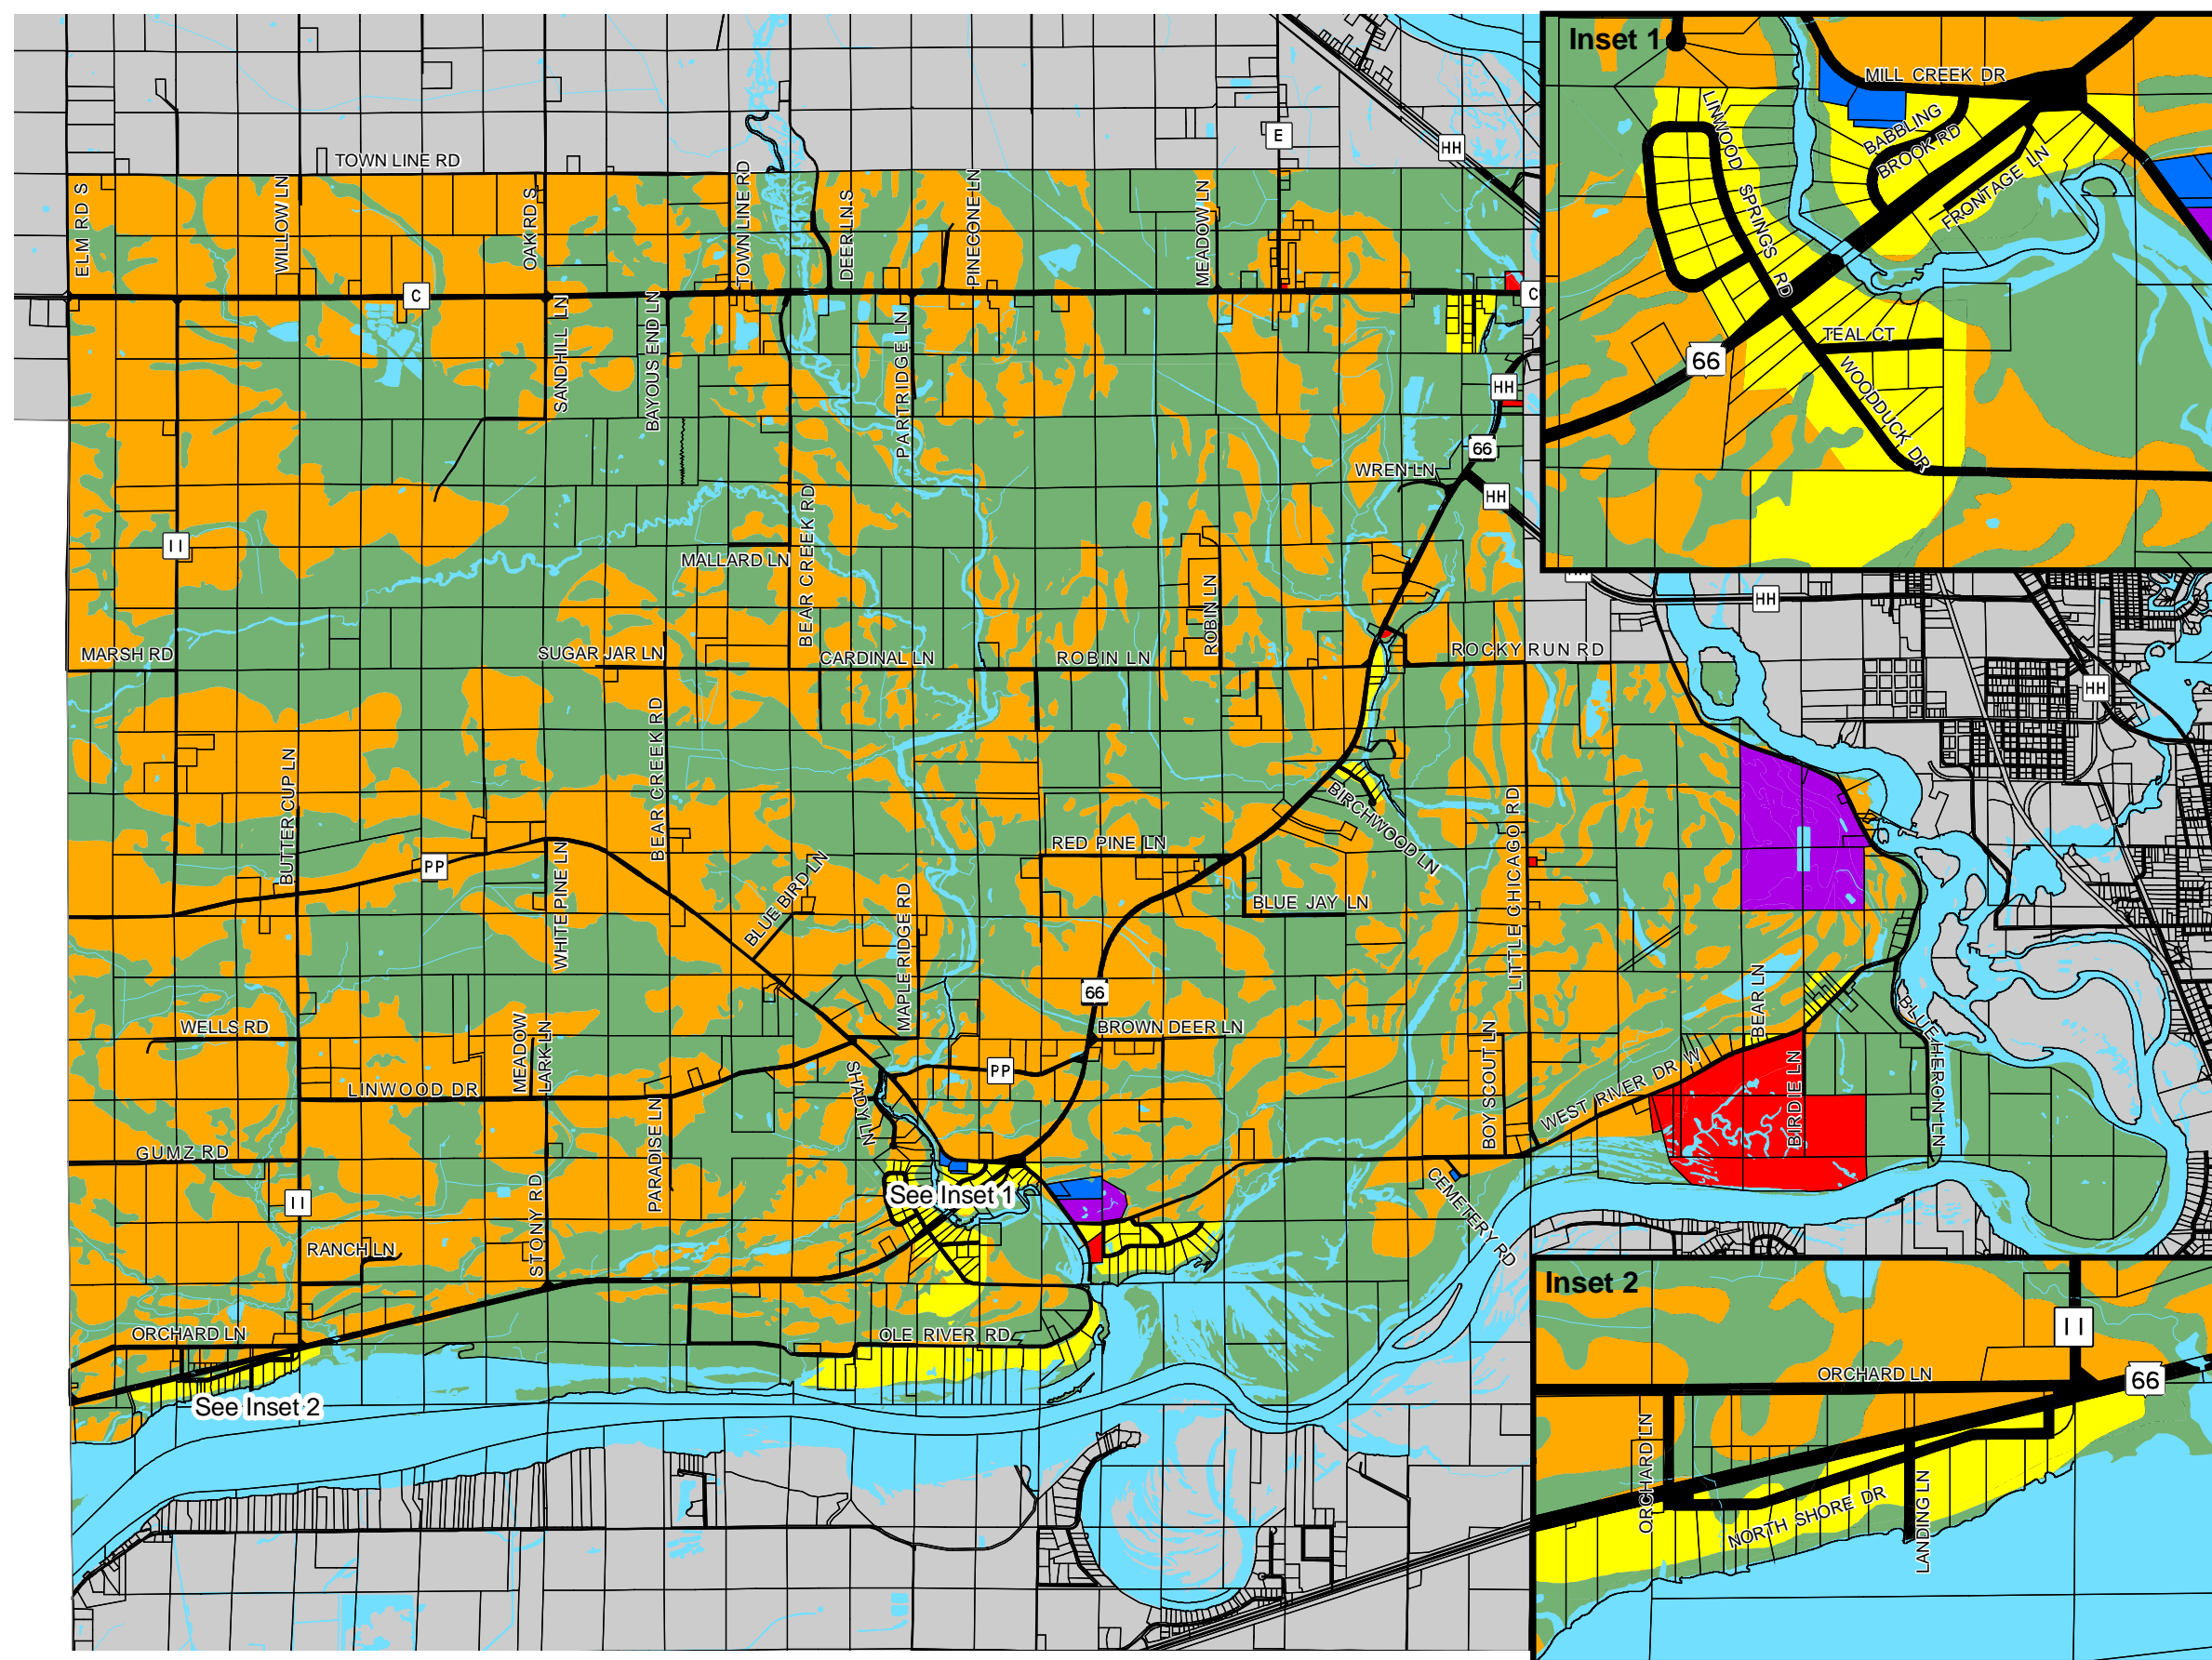 Inset 1
MILL CREEK DR
LINWOOD SPRINGS RD
BABBLING
BROOK RD
FRONTAGE LN
TEAL CT
66
WOODDUCK DR
E
HH
TOWN LINE RD
ELM RD S
WILLOW LN
OAK RD S
TOWN LINE RD
DEER LN S
PINECONE LN
MEADOW LN
C
C
SANDHILL LN
BAYOUS END LN
PARTRIDGE LN
HH
66
WREN LN
HH
II
MALLARD LN
BEAR CREEK RD
ROBIN LN
HH
HH
MARSH RD
SUGAR JAR LN
CARDINAL LN
ROBIN LN
ROCKY RUN RD
HH
BUTTER CUP LN
BEAR CREEK RD
BIRCHWOOD LN
LITTLE CHICAGO RD
PP
WHITE PINE LN
BLUE BIRD LN
RED PINE LN
MAPLE RIDGE RD
BLUE JAY LN
66
BEAR LN
WELLS RD
MEADOW
LARK LN
BROWN DEER LN
BOY SCOUT LN
BLUE HERON LN
LINWOOD DR
SHADY LN
PP
WEST RIVER DR W
BIRDIE LN
GUMZ RD
PARADISE LN
II
See Inset 1
CEMETERY RD
STONY RD
RANCH LN
ORCHARD LN
OLE RIVER RD
See Inset 2
Inset 2
II
ORCHARD LN
66
ORCHARD LN
NORTH SHORE DR
LANDING LN